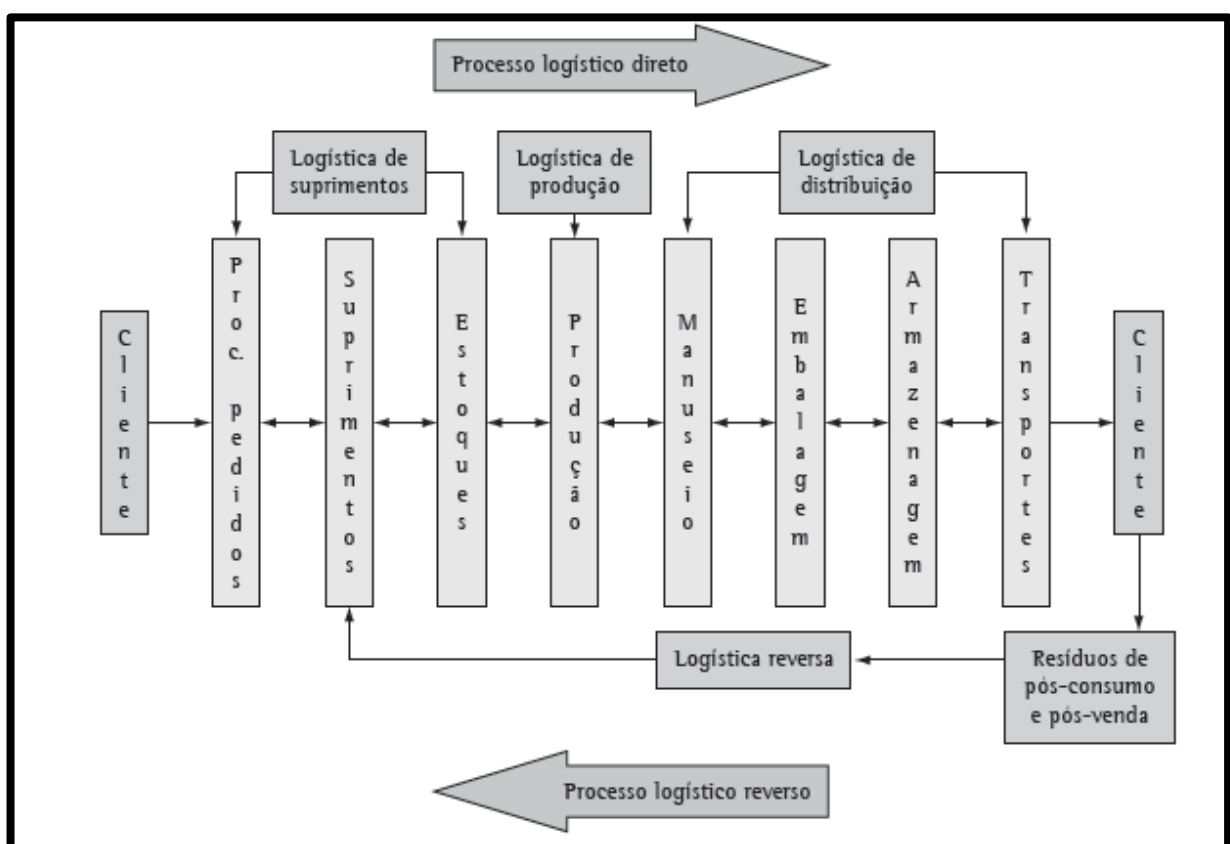 Processo logístico direto
Logística de
suprimentos
Logística de
produção
Logística de
distribuição
Cliente
Proc. pedidos
Suprimentos
Estoques
Produção
Manuseio
Embalagem
Armazenagem
Transportes
Cliente
Logística reversa
Resíduos de
pós-consumo
e pós-venda
Processo logístico reverso